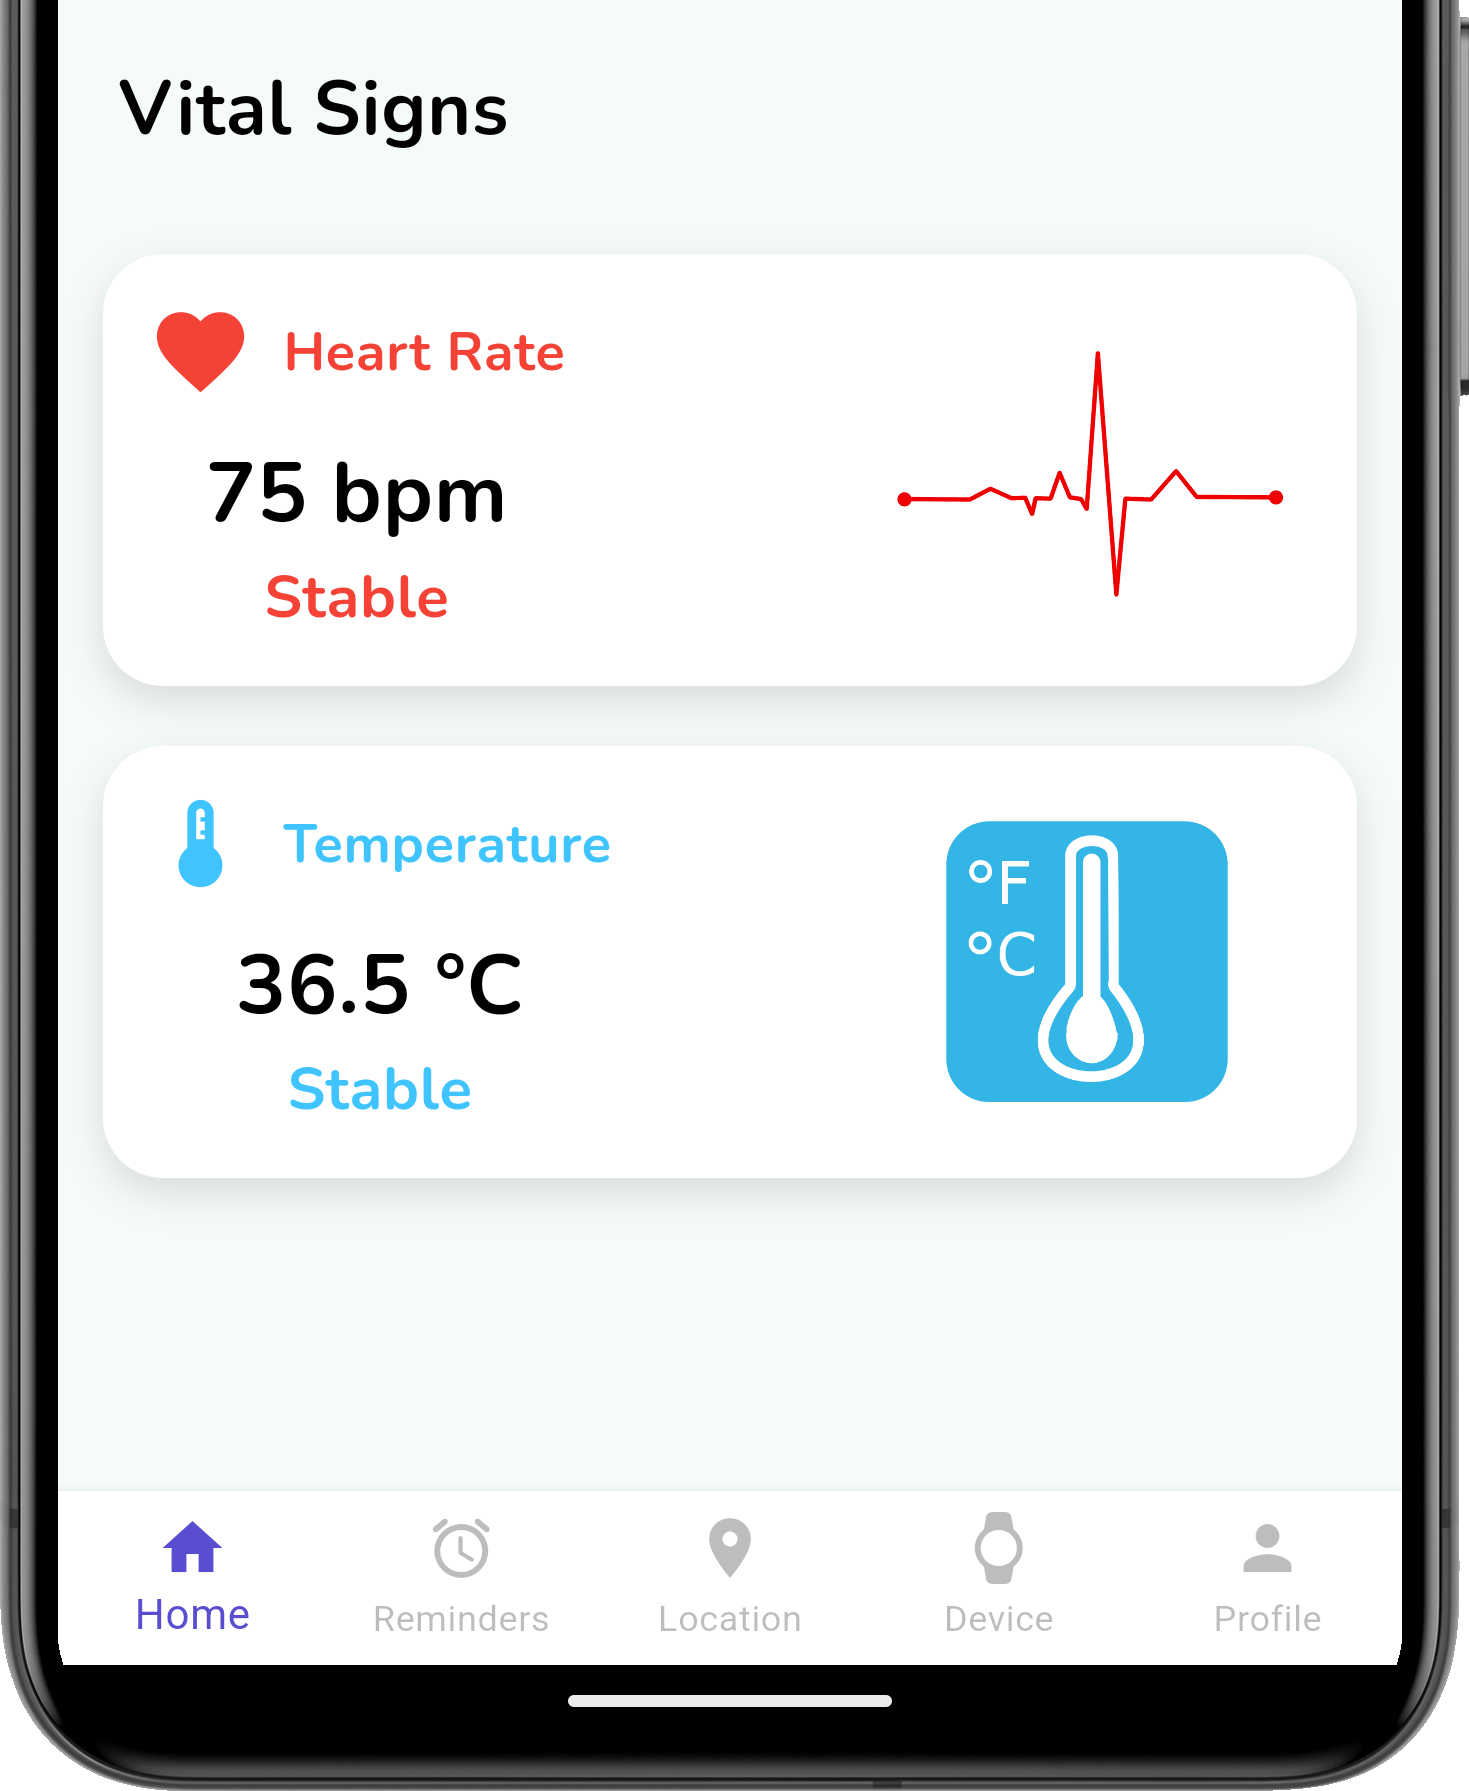 Vital Signs
Heart Rate
75 bpm
Stable
Temperature
36.5 °C
Stable
°F
°C
Home
Reminders
Location
Device
Profile